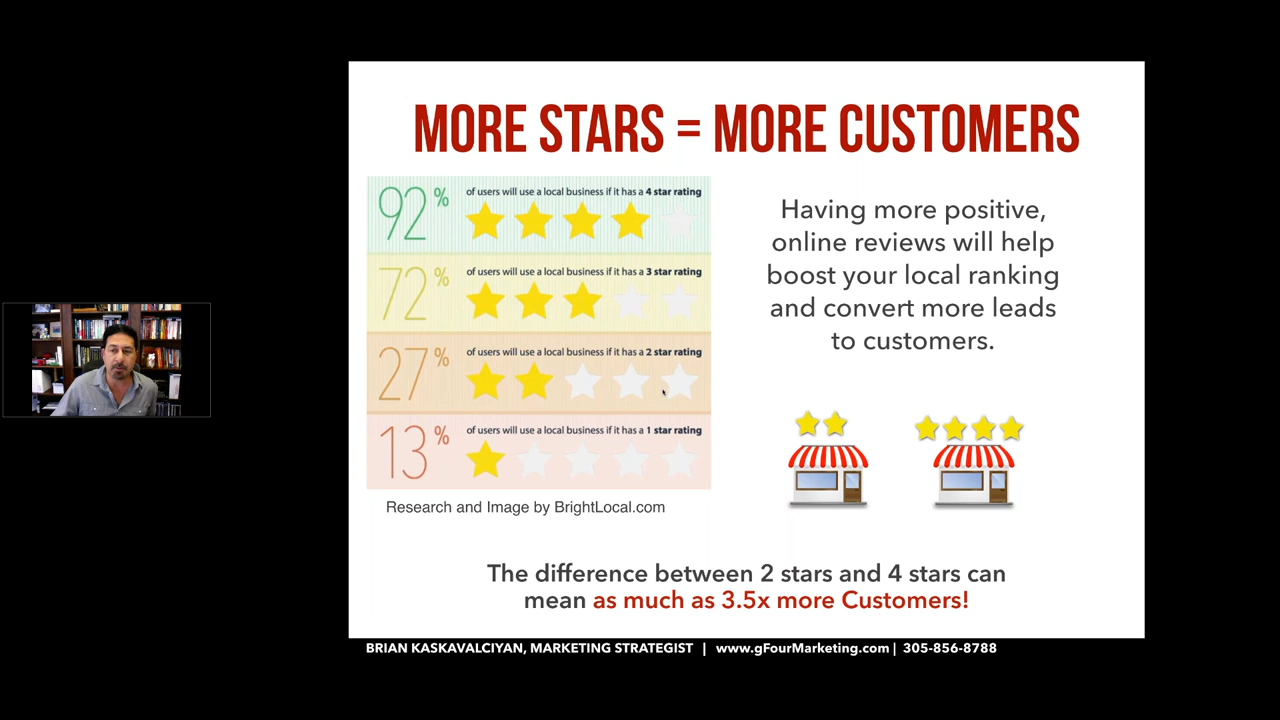 MORE STARS = MORE CUSTOMERS
92%
of users will use a local business if it has a 4 star rating
72%
of users will use a local business if it has a 3 star rating
27%
of users will use a local business if it has a 2 star rating
13%
of users will use a local business if it has a 1 star rating
Research and Image by BrightLocal.com
Having more positive,
online reviews will help
boost your local ranking
and convert more leads
to customers.
The difference between 2 stars and 4 stars can
mean as much as 3.5x more Customers!
BRIAN KASKAVALCIYAN, MARKETING STRATEGIST | www.gFourMarketing.com | 305-856-8788